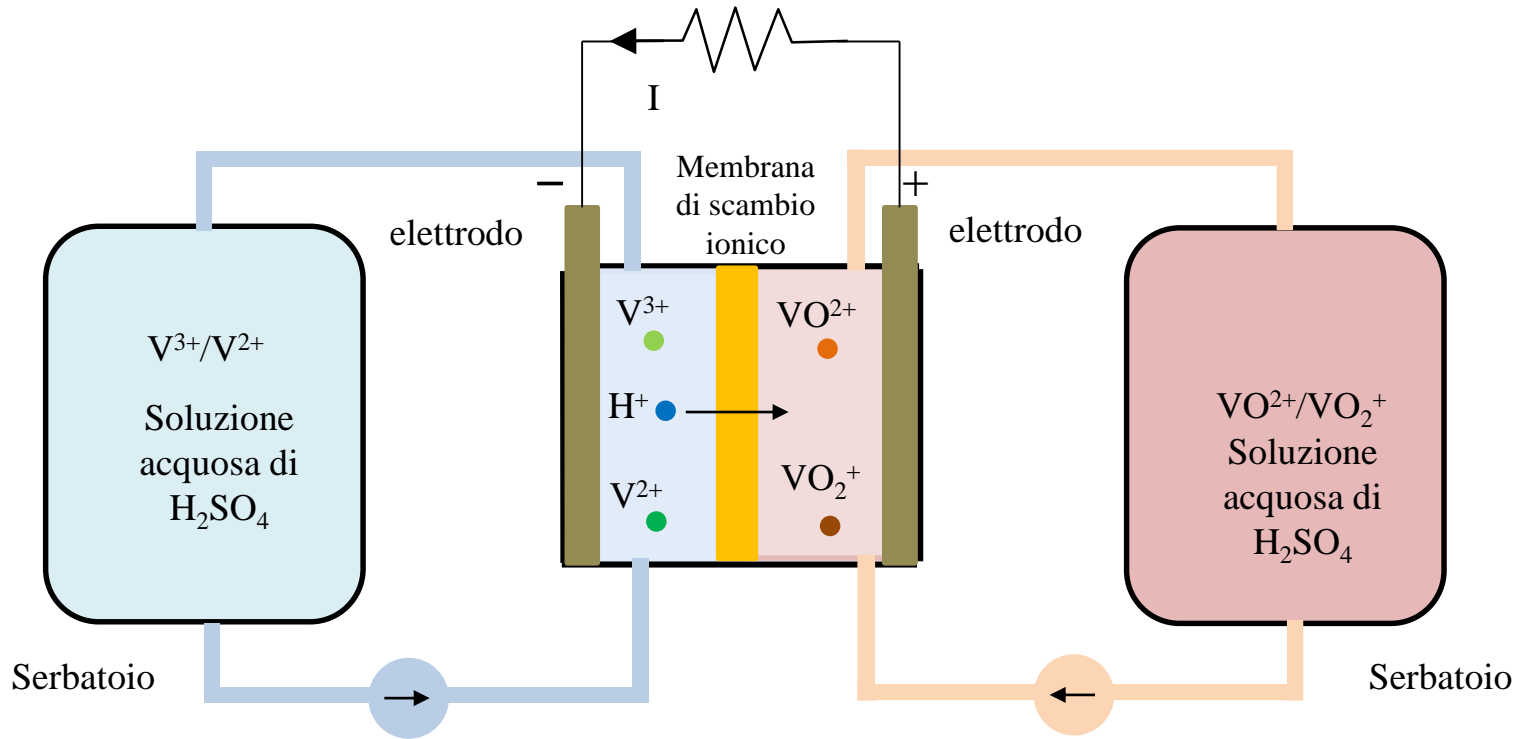 I
Membrana
di scambio
ionico
−
+
elettrodo
elettrodo
V³⁺/V²⁺
Soluzione
acquosa di
H₂SO₄
V³⁺
H⁺
V²⁺
VO²⁺
VO₂⁺
VO²⁺/VO₂⁺
Soluzione
acquosa di
H₂SO₄
Serbatoio
Serbatoio